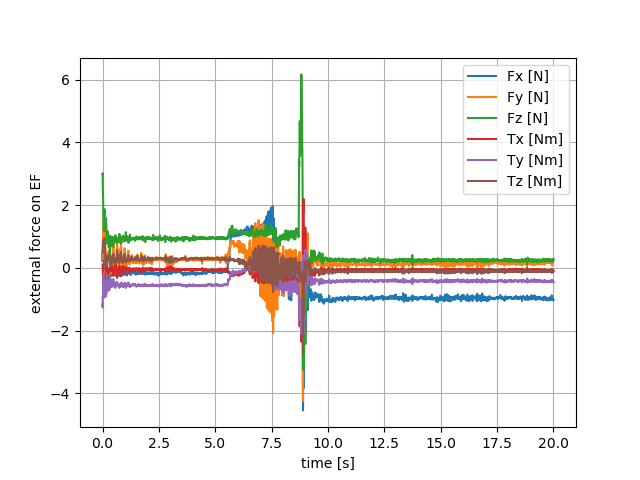 Fx [N]
Fy [N]
Fz [N]
Tx [Nm]
Ty [Nm]
Tz [Nm]
6
4
2
0
−2
−4
external force on EF
0.0 2.5 5.0 7.5 10.0 12.5 15.0 17.5 20.0
time [s]